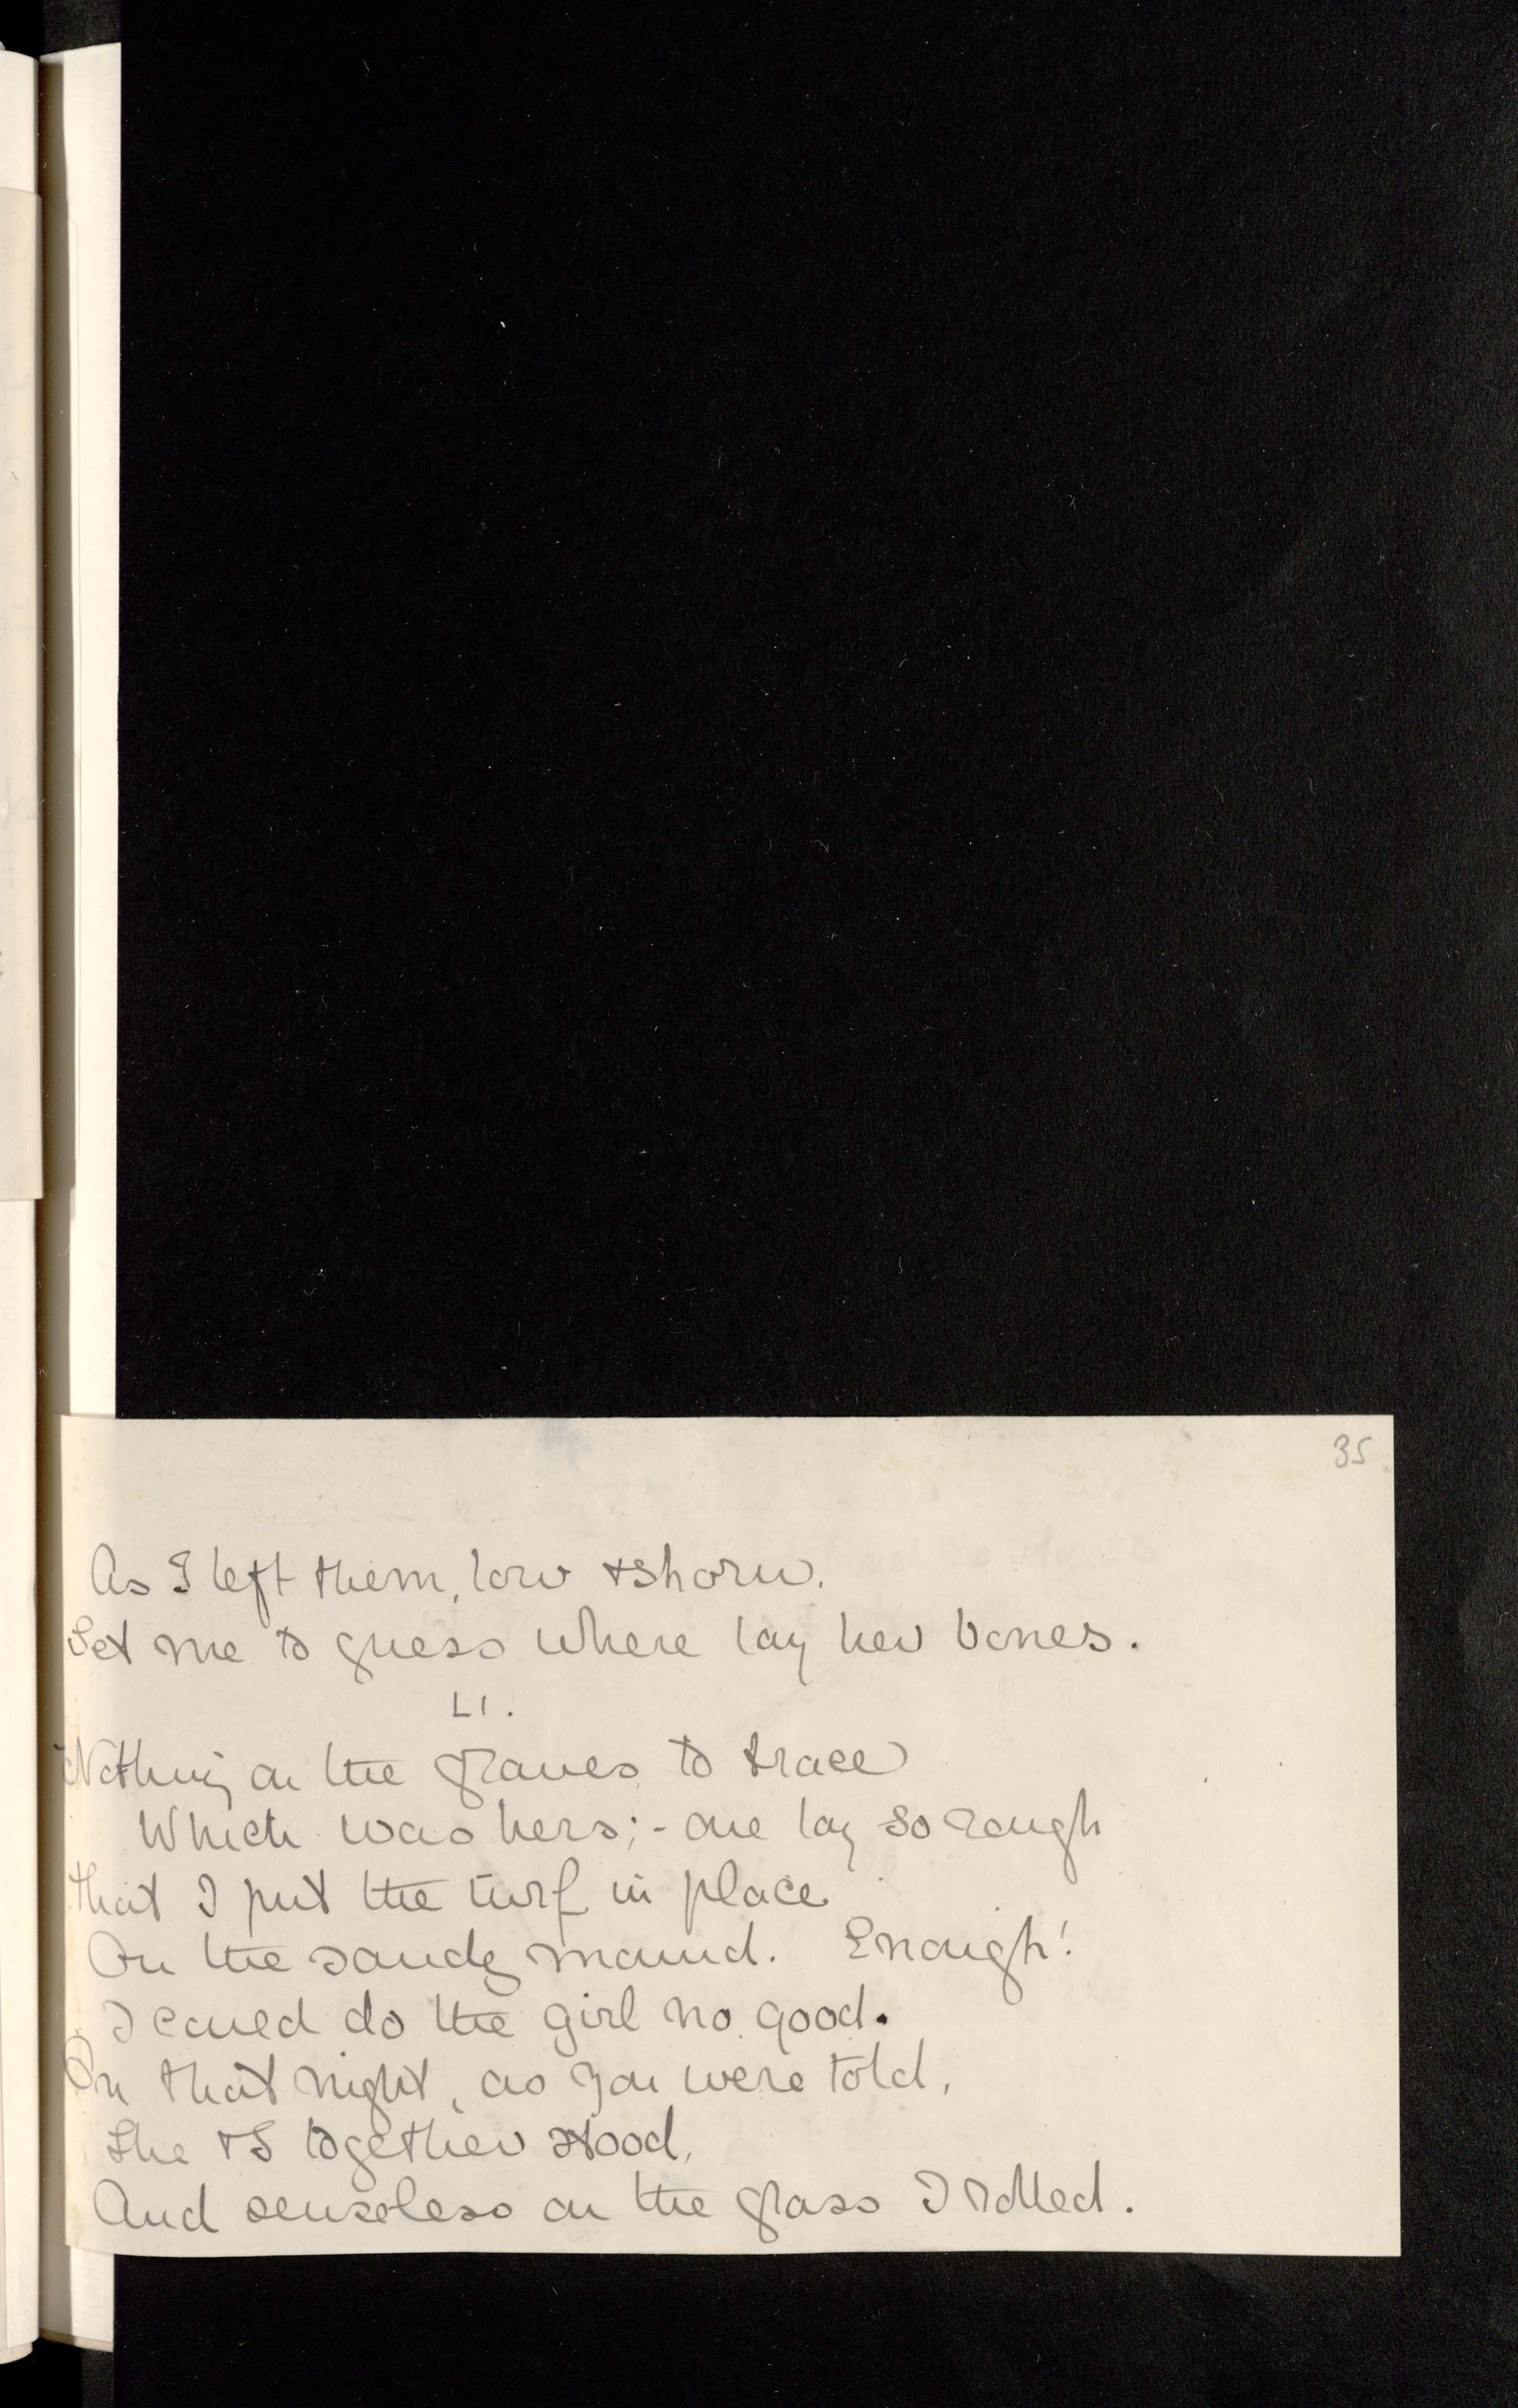 35
As I left them, low & shorn.
Set me to guess where lay her bones.
LI.
Nothing on the graves to trace
Which was hers; - one lay so rough
that I put the turf in place
On the sandy mound. Enough!
I could do the girl no good.
On that night, as you were told,
She & I together stood,
And senseless on the grass I rolled.